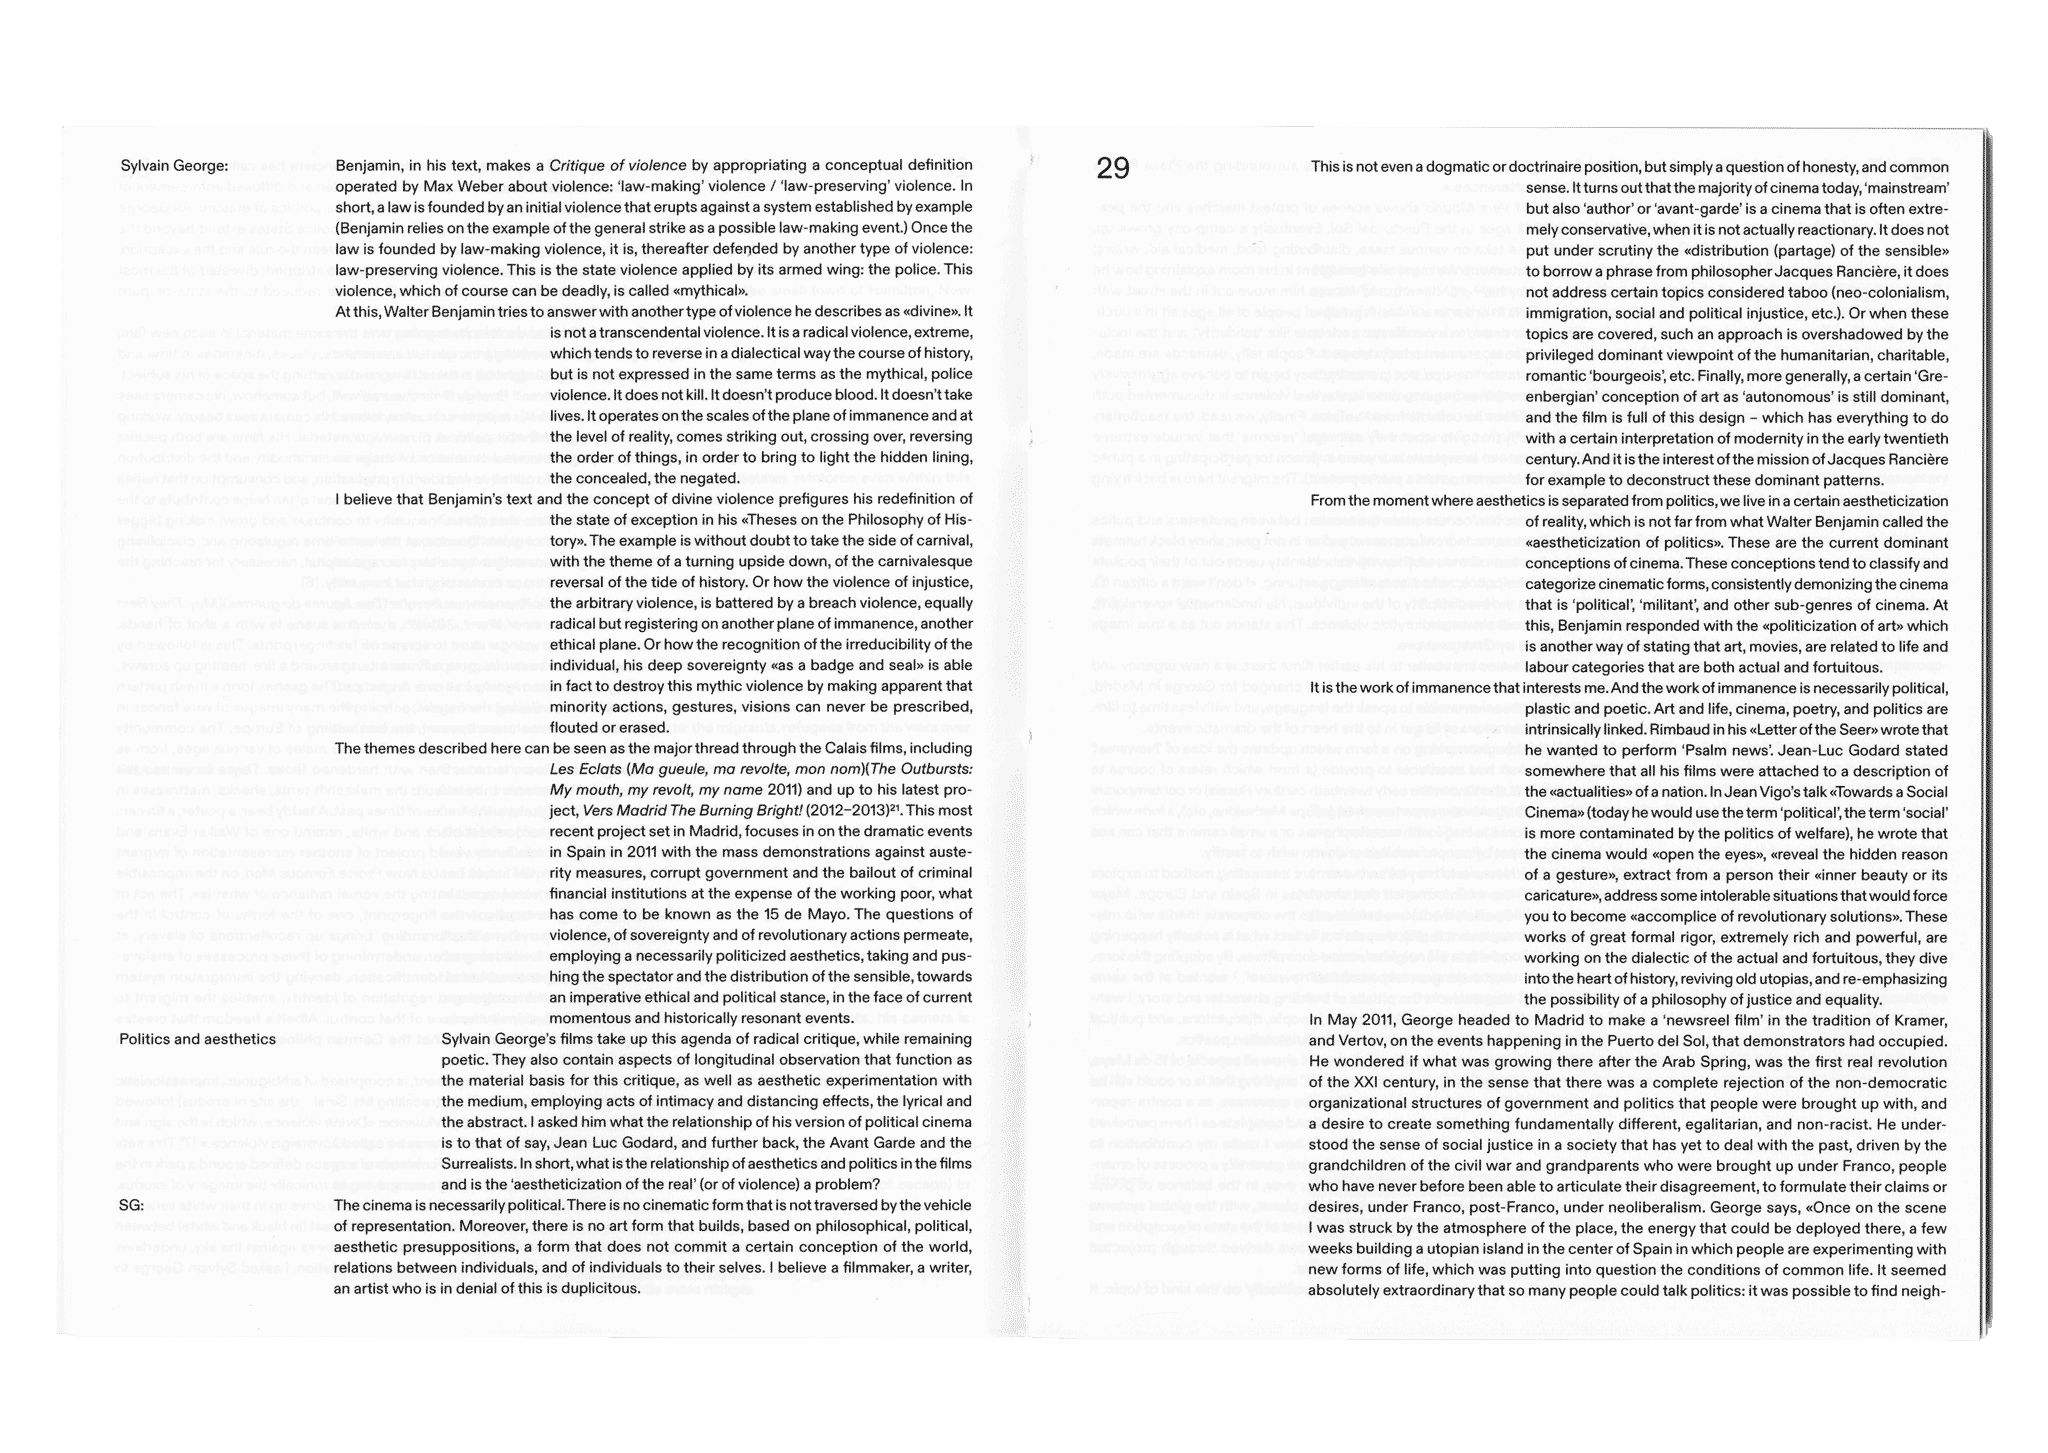 Sylvain George:
Benjamin, in his text, makes a Critique of violence by appropriating a conceptual definition
operated by Max Weber about violence: ‘law-making’ violence / ‘law-preserving’ violence. In
short, a law is founded by an initial violence that erupts against a system established by example
(Benjamin relies on the example of the general strike as a possible law-making event.) Once the
law is founded by law-making violence, it is, thereafter defended by another type of violence:
law-preserving violence. This is the state violence applied by its armed wing: the police. This
violence, which of course can be deadly, is called «mythical».
At this, Walter Benjamin tries to answer with another type of violence he describes as «divine». It
is not a transcendental violence. It is a radical violence, extreme,
which tends to reverse in a dialectical way the course of history,
but is not expressed in the same terms as the mythical, police
violence. It does not kill. It doesn’t produce blood. It doesn’t take
lives. It operates on the scales of the plane of immanence and at
the level of reality, comes striking out, crossing over, reversing
the order of things, in order to bring to light the hidden lining,
the concealed, the negated.
I believe that Benjamin’s text and the concept of divine violence prefigures his redefinition of
the state of exception in his «Theses on the Philosophy of His-
tory». The example is without doubt to take the side of carnival,
with the theme of a turning upside down, of the carnivalesque
reversal of the tide of history. Or how the violence of injustice,
the arbitrary violence, is battered by a breach violence, equally
radical but registering on another plane of immanence, another
ethical plane. Or how the recognition of the irreducibility of the
individual, his deep sovereignty «as a badge and seal» is able
in fact to destroy this mythic violence by making apparent that
minority actions, gestures, visions can never be prescribed,
flouted or erased.
The themes described here can be seen as the major thread through the Calais films, including
Les Eclats (Ma gueule, ma revolte, mon nom)(The Outbursts:
My mouth, my revolt, my name 2011) and up to his latest pro-
ject, Vers Madrid The Burning Bright! (2012–2013)²¹. This most
recent project set in Madrid, focuses in on the dramatic events
in Spain in 2011 with the mass demonstrations against auste-
rity measures, corrupt government and the bailout of criminal
financial institutions at the expense of the working poor, what
has come to be known as the 15 de Mayo. The questions of
violence, of sovereignty and of revolutionary actions permeate,
employing a necessarily politicized aesthetics, taking and pus-
hing the spectator and the distribution of the sensible, towards
an imperative ethical and political stance, in the face of current
momentous and historically resonant events.
Politics and aesthetics
Sylvain George’s films take up this agenda of radical critique, while remaining
poetic. They also contain aspects of longitudinal observation that function as
the material basis for this critique, as well as aesthetic experimentation with
the medium, employing acts of intimacy and distancing effects, the lyrical and
the abstract. I asked him what the relationship of his version of political cinema
is to that of say, Jean Luc Godard, and further back, the Avant Garde and the
Surrealists. In short, what is the relationship of aesthetics and politics in the films
and is the ‘aestheticization of the real’ (or of violence) a problem?
SG:
The cinema is necessarily political. There is no cinematic form that is not traversed by the vehicle
of representation. Moreover, there is no art form that builds, based on philosophical, political,
aesthetic presuppositions, a form that does not commit a certain conception of the world,
relations between individuals, and of individuals to their selves. I believe a filmmaker, a writer,
an artist who is in denial of this is duplicitous.
29
This is not even a dogmatic or doctrinaire position, but simply a question of honesty, and common
sense. It turns out that the majority of cinema today, ‘mainstream’
but also ‘author’ or ‘avant-garde’ is a cinema that is often extre-
mely conservative, when it is not actually reactionary. It does not
put under scrutiny the «distribution (partage) of the sensible»
to borrow a phrase from philosopher Jacques Rancière, it does
not address certain topics considered taboo (neo-colonialism,
immigration, social and political injustice, etc.). Or when these
topics are covered, such an approach is overshadowed by the
privileged dominant viewpoint of the humanitarian, charitable,
romantic ‘bourgeois’, etc. Finally, more generally, a certain ‘Gre-
enbergian’ conception of art as ‘autonomous’ is still dominant,
and the film is full of this design – which has everything to do
with a certain interpretation of modernity in the early twentieth
century. And it is the interest of the mission of Jacques Rancière
for example to deconstruct these dominant patterns.
From the moment where aesthetics is separated from politics, we live in a certain aestheticization
of reality, which is not far from what Walter Benjamin called the
«aestheticization of politics». These are the current dominant
conceptions of cinema. These conceptions tend to classify and
categorize cinematic forms, consistently demonizing the cinema
that is ‘political’, ‘militant’, and other sub-genres of cinema. At
this, Benjamin responded with the «politicization of art» which
is another way of stating that art, movies, are related to life and
labour categories that are both actual and fortuitous.
It is the work of immanence that interests me. And the work of immanence is necessarily political,
plastic and poetic. Art and life, cinema, poetry, and politics are
intrinsically linked. Rimbaud in his «Letter of the Seer» wrote that
he wanted to perform ‘Psalm news’. Jean-Luc Godard stated
somewhere that all his films were attached to a description of
the «actualities» of a nation. In Jean Vigo’s talk «Towards a Social
Cinema» (today he would use the term ‘political’, the term ‘social’
is more contaminated by the politics of welfare), he wrote that
the cinema would «open the eyes», «reveal the hidden reason
of a gesture», extract from a person their «inner beauty or its
caricature», address some intolerable situations that would force
you to become «accomplice of revolutionary solutions». These
works of great formal rigor, extremely rich and powerful, are
working on the dialectic of the actual and fortuitous, they dive
into the heart of history, reviving old utopias, and re-emphasizing
the possibility of a philosophy of justice and equality.
In May 2011, George headed to Madrid to make a ‘newsreel film’ in the tradition of Kramer,
and Vertov, on the events happening in the Puerto del Sol, that demonstrators had occupied.
He wondered if what was growing there after the Arab Spring, was the first real revolution
of the XXI century, in the sense that there was a complete rejection of the non-democratic
organizational structures of government and politics that people were brought up with, and
a desire to create something fundamentally different, egalitarian, and non-racist. He under-
stood the sense of social justice in a society that has yet to deal with the past, driven by the
grandchildren of the civil war and grandparents who were brought up under Franco, people
who have never before been able to articulate their disagreement, to formulate their claims or
desires, under Franco, post-Franco, under neoliberalism. George says, «Once on the scene
I was struck by the atmosphere of the place, the energy that could be deployed there, a few
weeks building a utopian island in the center of Spain in which people are experimenting with
new forms of life, which was putting into question the conditions of common life. It seemed
absolutely extraordinary that so many people could talk politics: it was possible to find neigh-